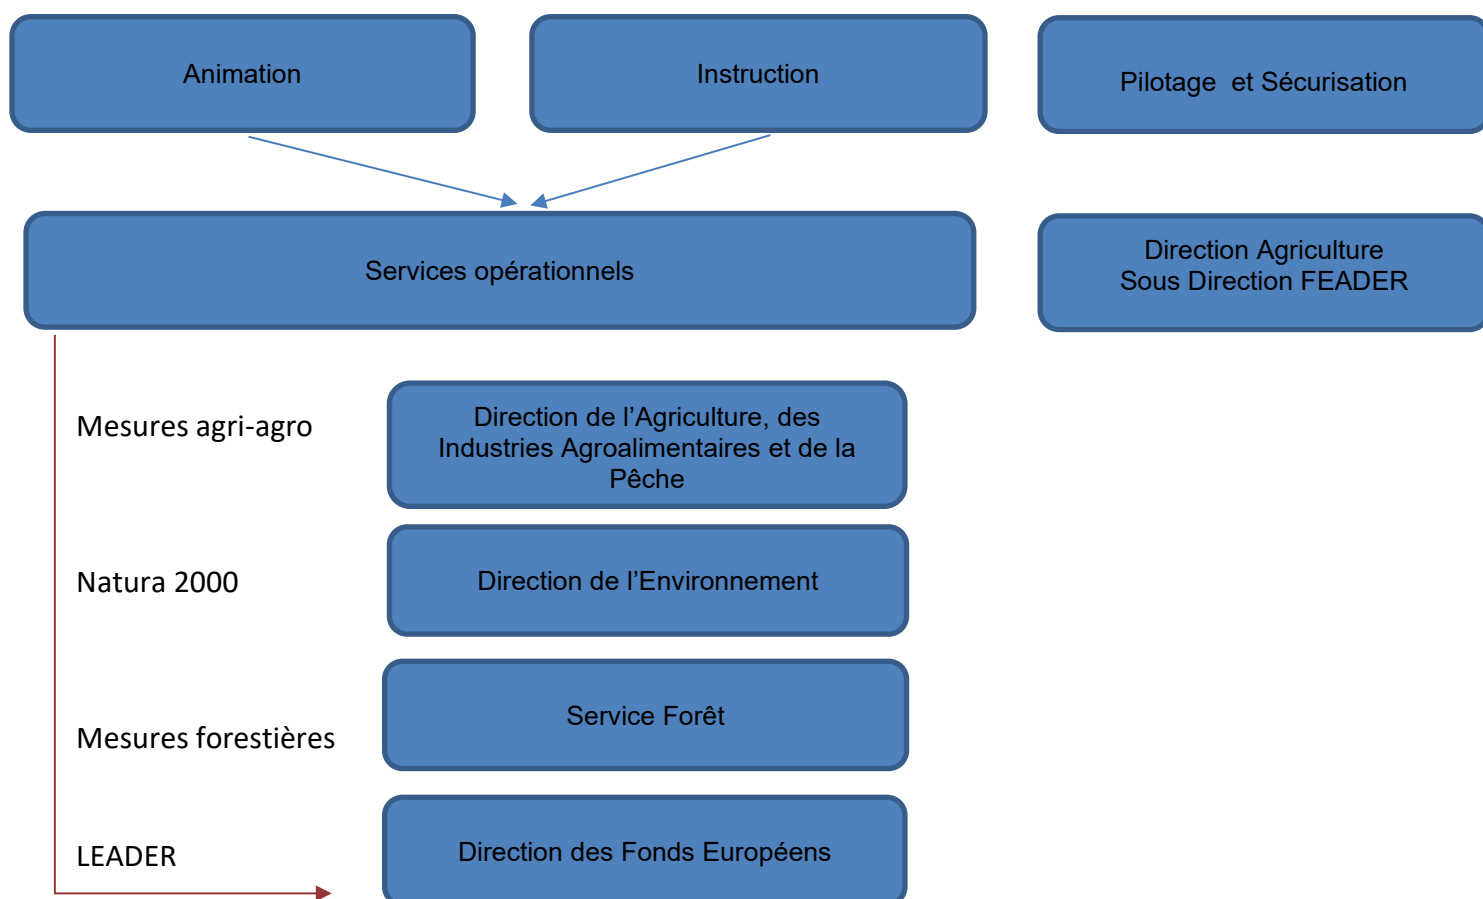 Animation
Instruction
Pilotage et Sécurisation
Services opérationnels
Direction Agriculture
Sous Direction FEADER
Mesures agri-agro
Direction de l’Agriculture, des
Industries Agroalimentaires et de la
Pêche
Natura 2000
Direction de l’Environnement
Mesures forestières
Service Forêt
LEADER
Direction des Fonds Européens